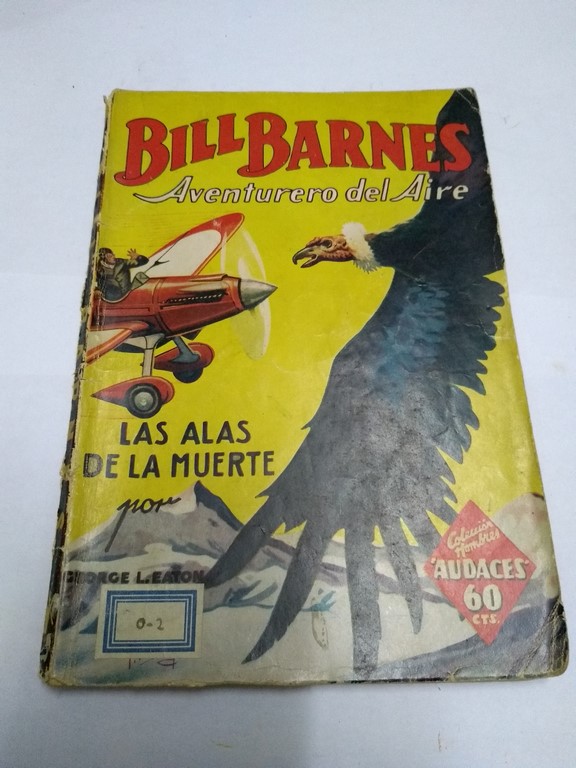 BILL BARNES
Aventurero del Aire
LAS ALAS
DE LA MUERTE
por
GEORGE L. EATON
0-2
Colección
Hombres
"AUDACES"
60
CTS.